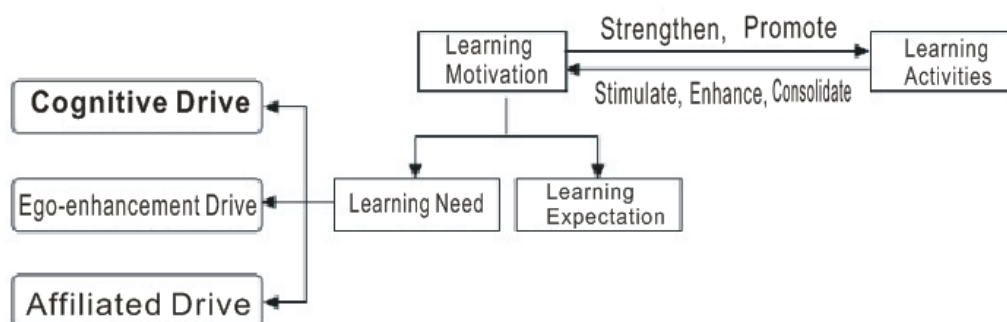 Learning
Motivation
Strengthen, Promote
Stimulate, Enhance, Consolidate
Learning
Activities
Cognitive Drive
Ego-enhancement Drive
Affiliated Drive
Learning Need
Learning
Expectation